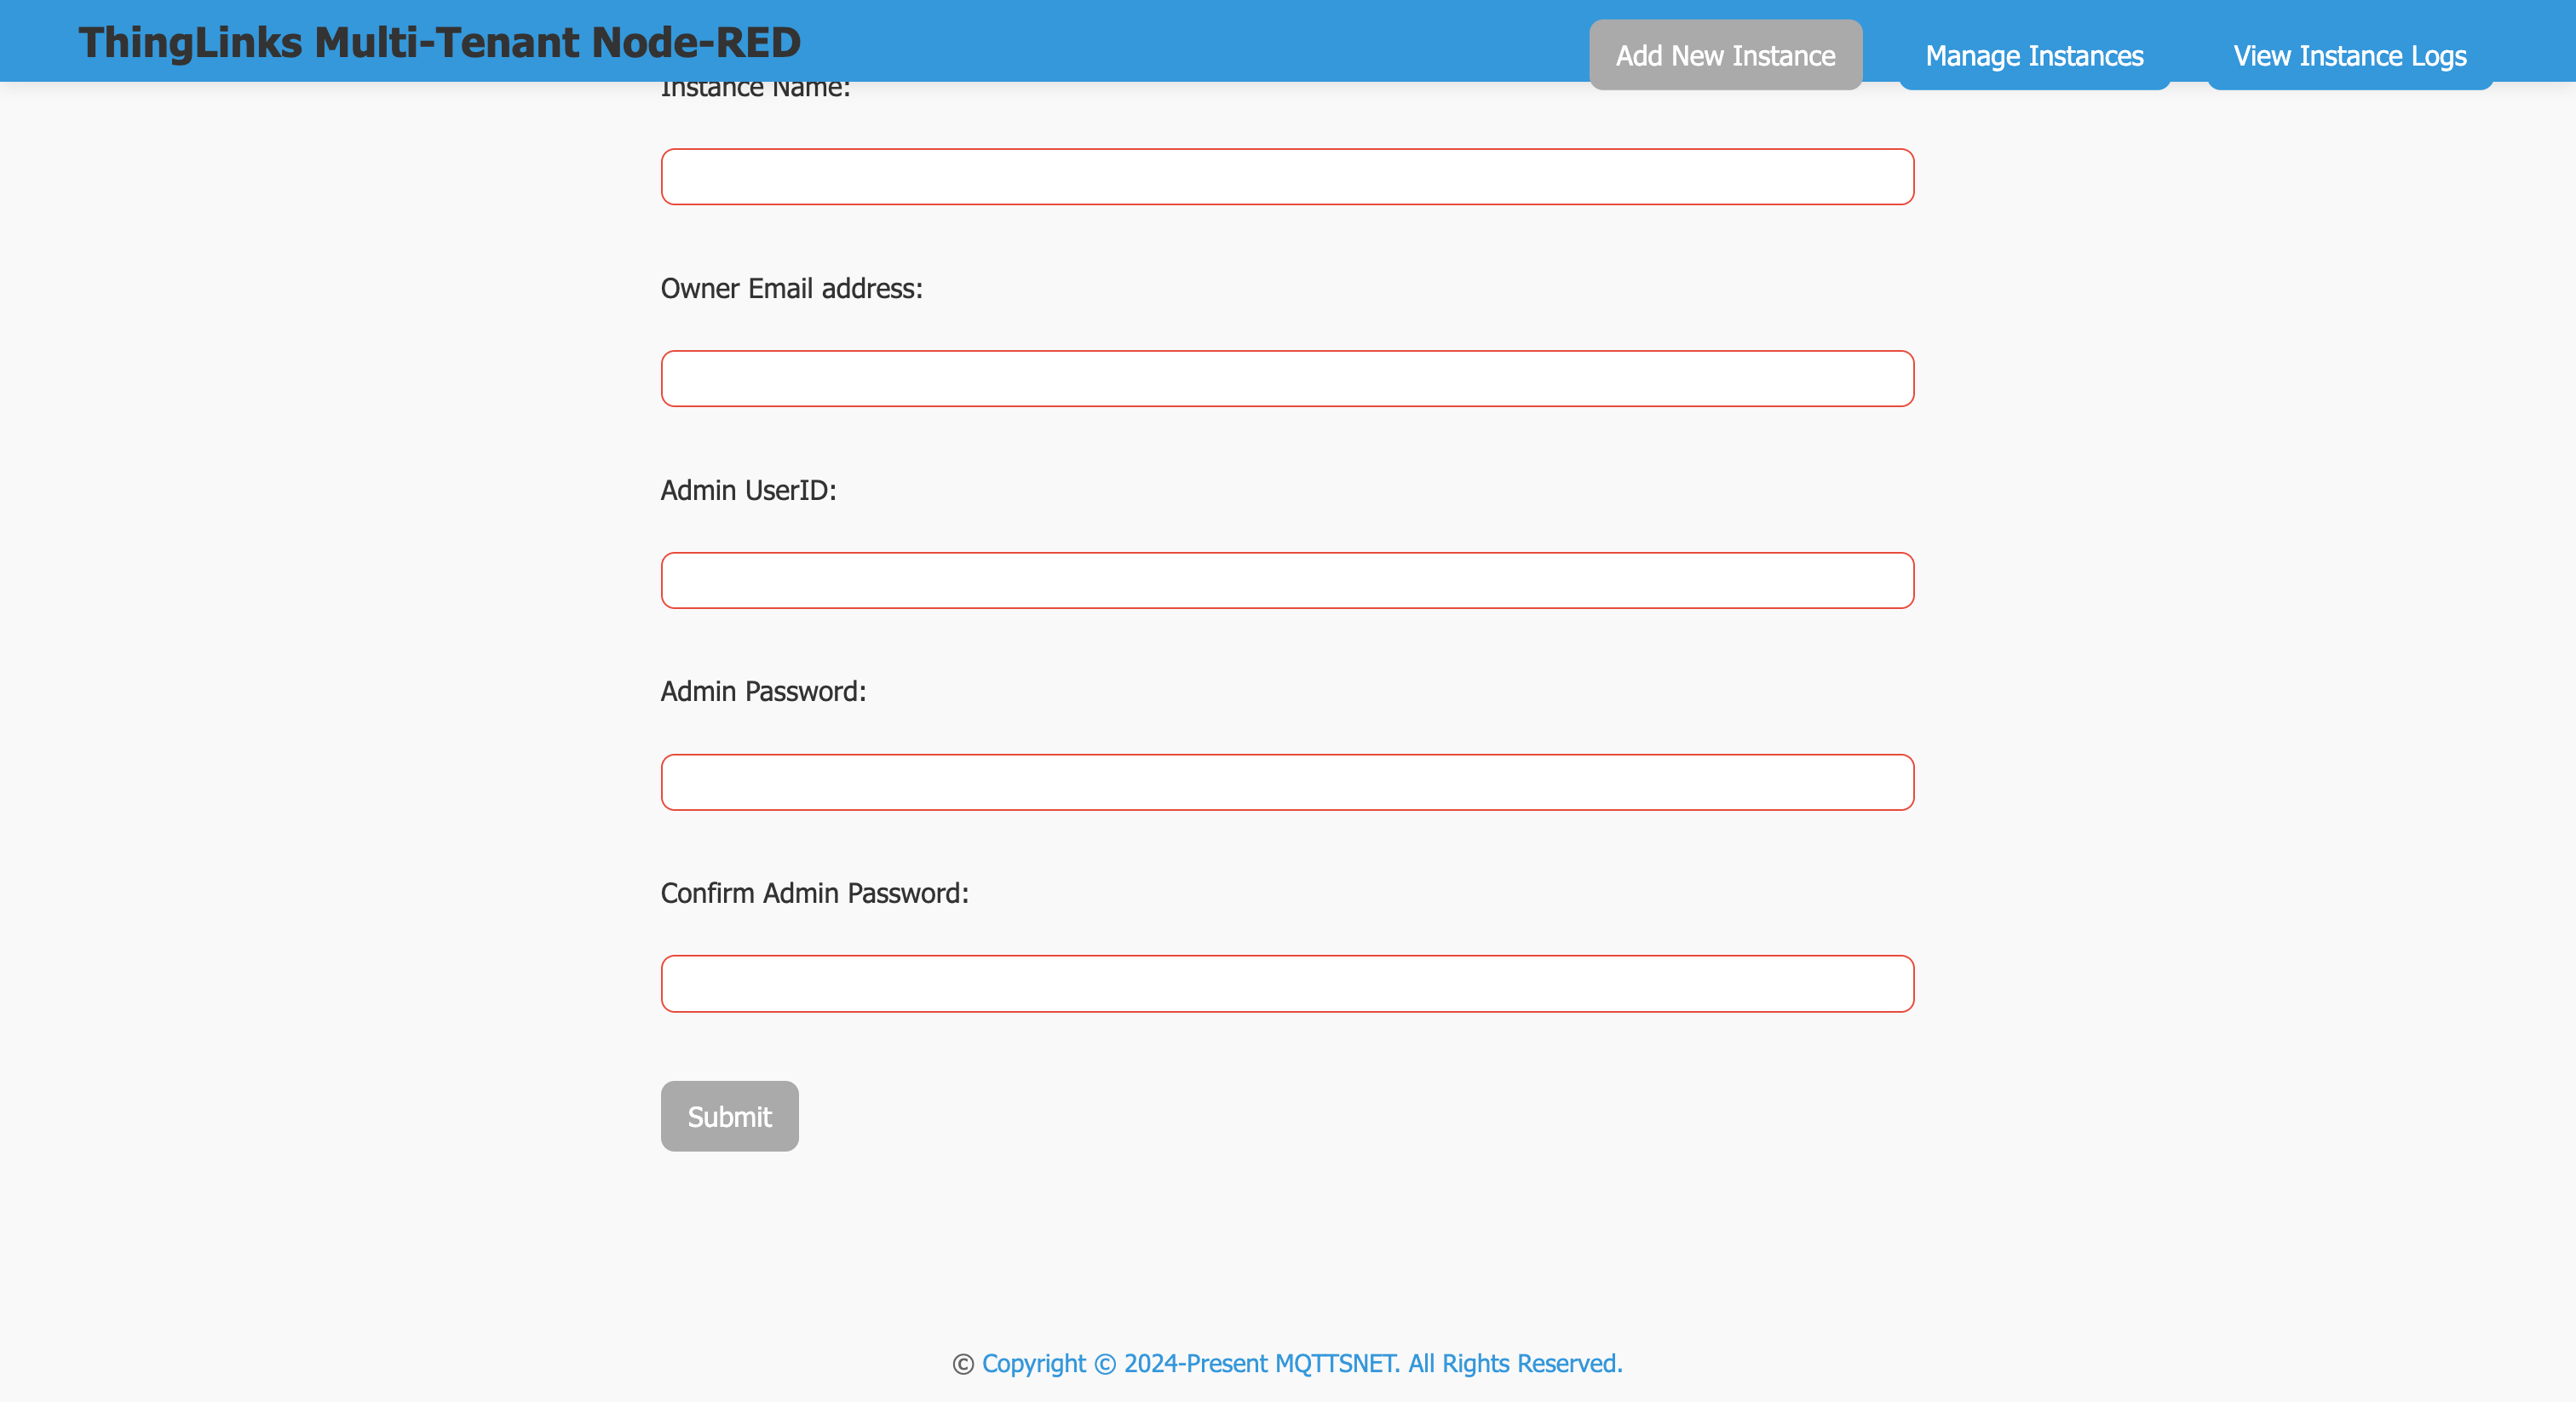 ThingLinks Multi-Tenant Node-RED
Add New Instance
Manage Instances
View Instance Logs
Instance Name:
Owner Email address:
Admin UserID:
Admin Password:
Confirm Admin Password:
Submit
© Copyright © 2024-Present MQTTSNET. All Rights Reserved.